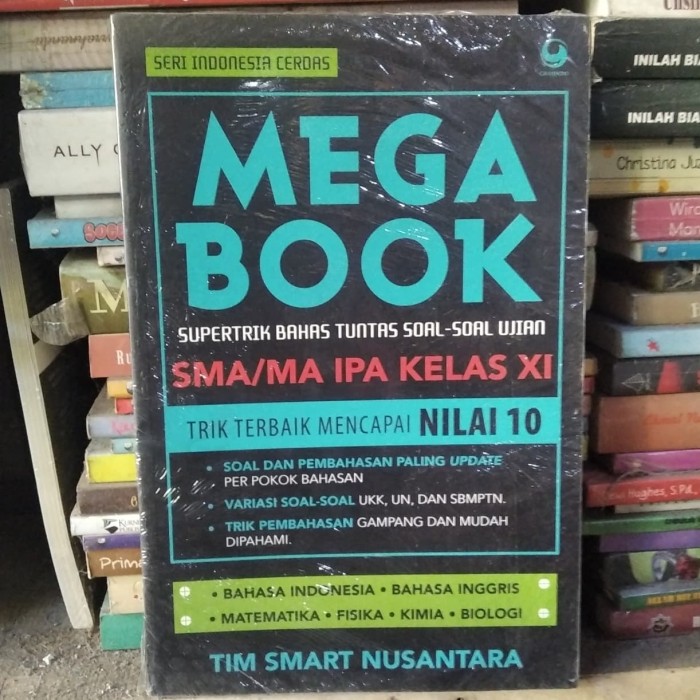 SERI INDONESIA CERDAS
MEGA
BOOK
SUPERTRIK BAHAS TUNTAS SOAL-SOAL UJIAN
SMA/MA IPA KELAS XI
TRIK TERBAIK MENCAPAI NILAI 10
• SOAL DAN PEMBAHASAN PALING UPDATE
PER POKOK BAHASAN
• VARIASI SOAL-SOAL UKK, UN, DAN SBMPTN.
• TRIK PEMBAHASAN GAMPANG DAN MUDAH
DIPAHAMI.
• BAHASA INDONESIA • BAHASA INGGRIS
• MATEMATIKA • FISIKA • KIMIA • BIOLOGI
TIM SMART NUSANTARA
ALLY
INILAH BIA
INILAH BIA
Christina Ju
Hughes, S.Pd.